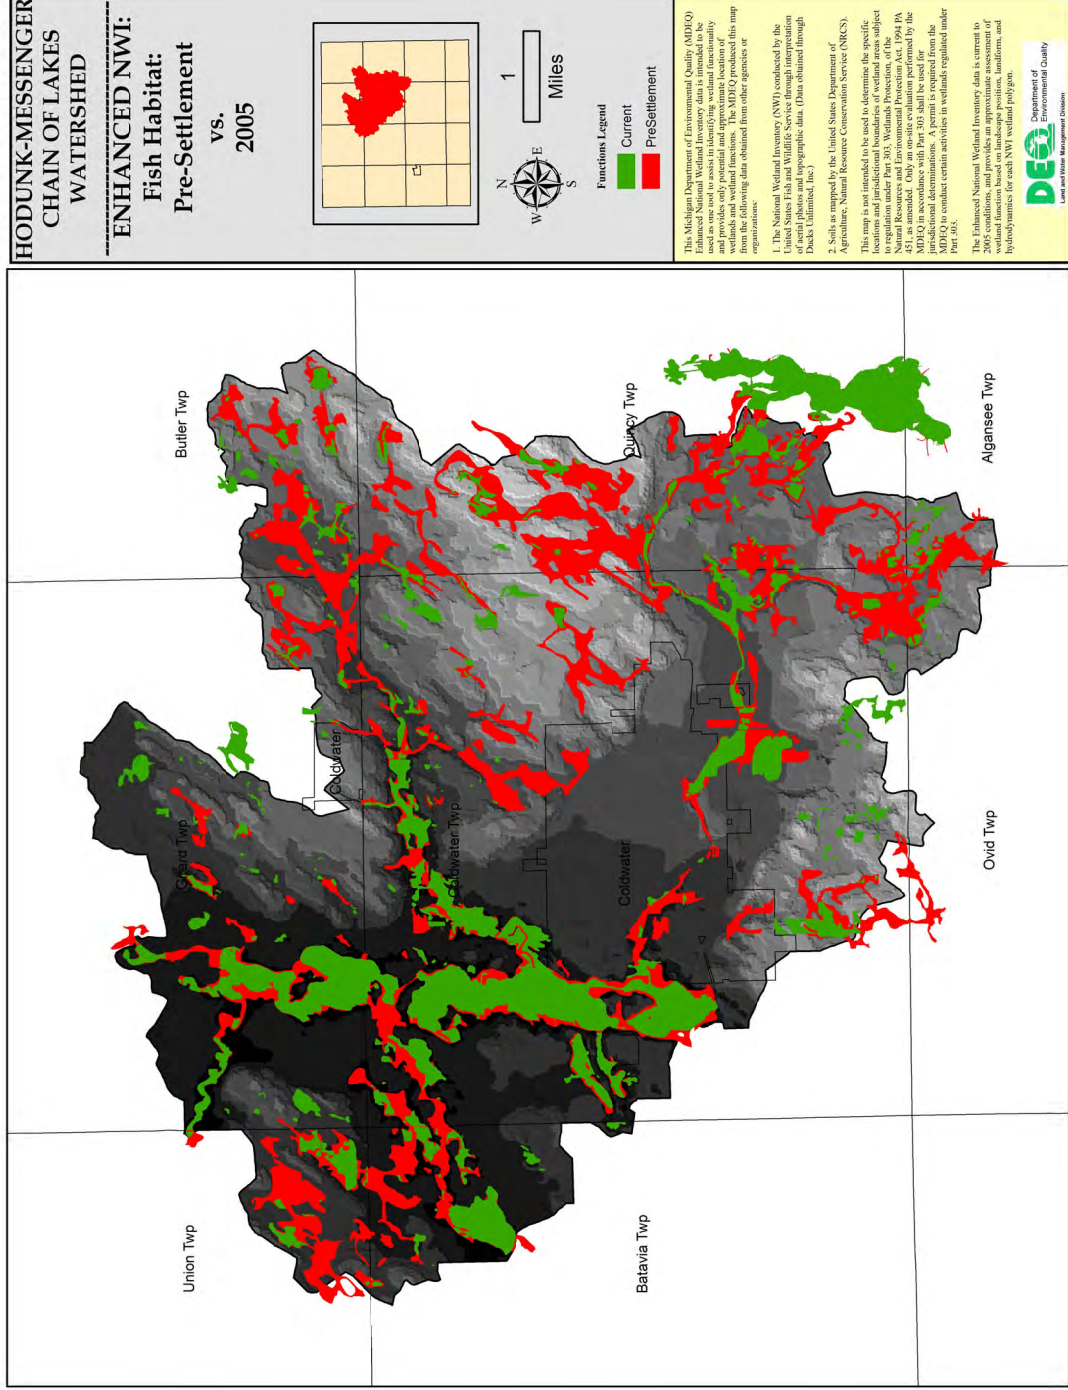 HODUNK-MESSENGER
CHAIN OF LAKES
WATERSHED
ENHANCED NWI:
Fish Habitat:
Pre-Settlement
vs.
2005
N
W
E
S
1
Miles
Functions Legend
Current
PreSettlement
This Michigan Department of Environmental Quality (MDEQ)
Enhanced National Wetland Inventory data is intended to be
used as one tool to assist in identifying wetland functionality
and provides only potential and approximate location of
wetlands and wetland functions. The MDEQ produced this map
from the following data obtained from other agencies or
organizations:
1. The National Wetland Inventory (NWI) conducted by the
United States Fish and Wildlife Service through interpretation
of aerial photos and topographic data. (Data obtained through
Ducks Unlimited, Inc.)
2. Soils as mapped by the United States Department of
Agriculture, Natural Resource Conservation Service (NRCS).
This map is not intended to be used to determine the specific
locations and jurisdictional boundaries of wetland areas subject
to regulation under Part 303, Wetlands Protection, of the
Natural Resources and Environmental Protection Act, 1994 PA
451, as amended. Only an on-site evaluation performed by the
MDEQ in accordance with Part 303 shall be used for
jurisdictional determinations. A permit is required from the
MDEQ to conduct certain activities in wetlands regulated under
Part 303.
The Enhanced National Wetland Inventory data is current to
2005 conditions, and provides an approximate assessment of
wetland function based on landscape position, landform, and
hydrodynamics for each NWI wetland polygon.
DEQ
Department of
Environmental Quality
Land and Water Management Division
Union Twp
Girard Twp
Butler Twp
Coldwater
Coldwater Twp
Batavia Twp
Coldwater
Quincy Twp
Ovid Twp
Algansee Twp